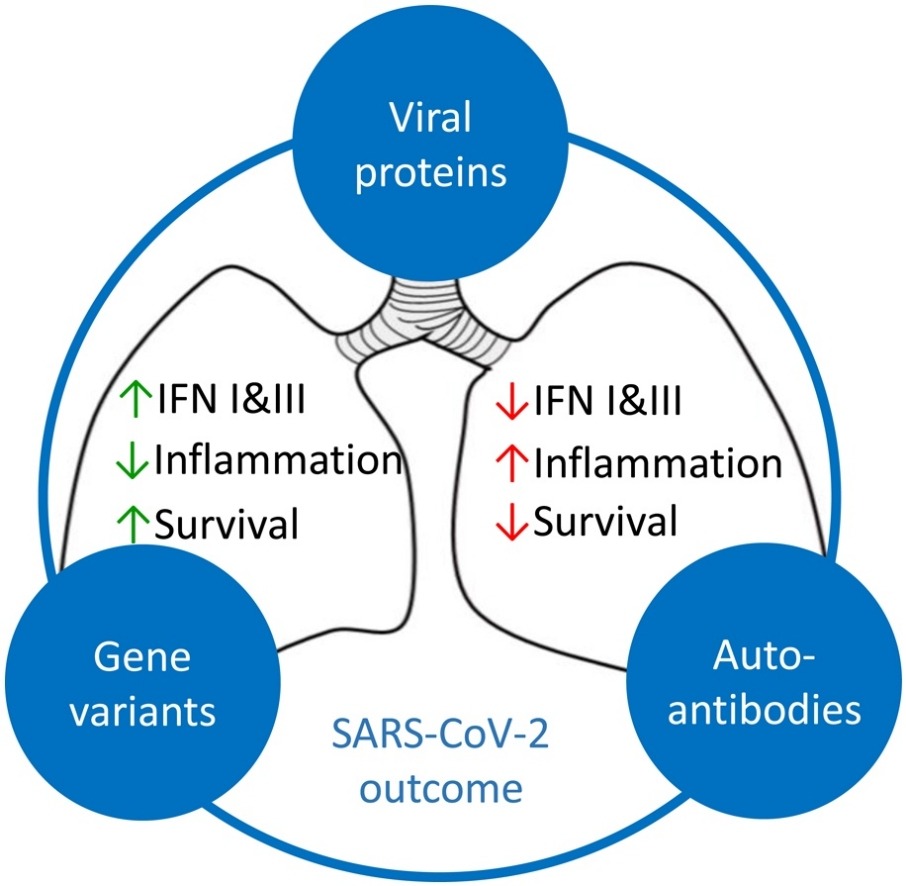 Viral
proteins
↑IFN I&III
↓Inflammation
↑Survival
↓IFN I&III
↑Inflammation
↓Survival
Gene
variants
Auto-
antibodies
SARS-CoV-2
outcome